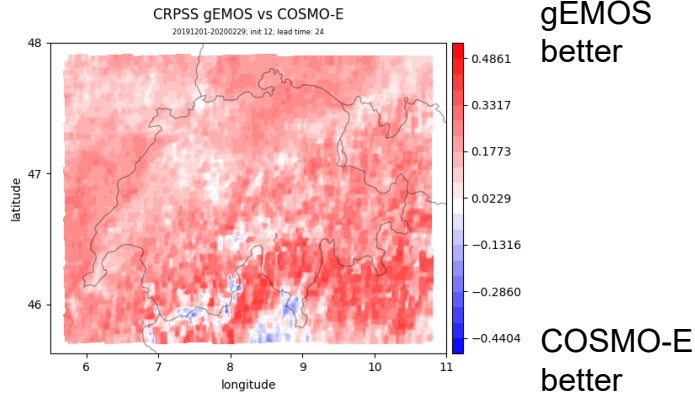 CRPSS gEMOS vs COSMO-E
20191201-20200229; init 12; lead time: 24
gEMOS
better
48
47
46
latitude
6
7
8
9
10
11
longitude
0.4861
0.3317
0.1773
0.0229
−0.1316
−0.2860
−0.4404
COSMO-E
better